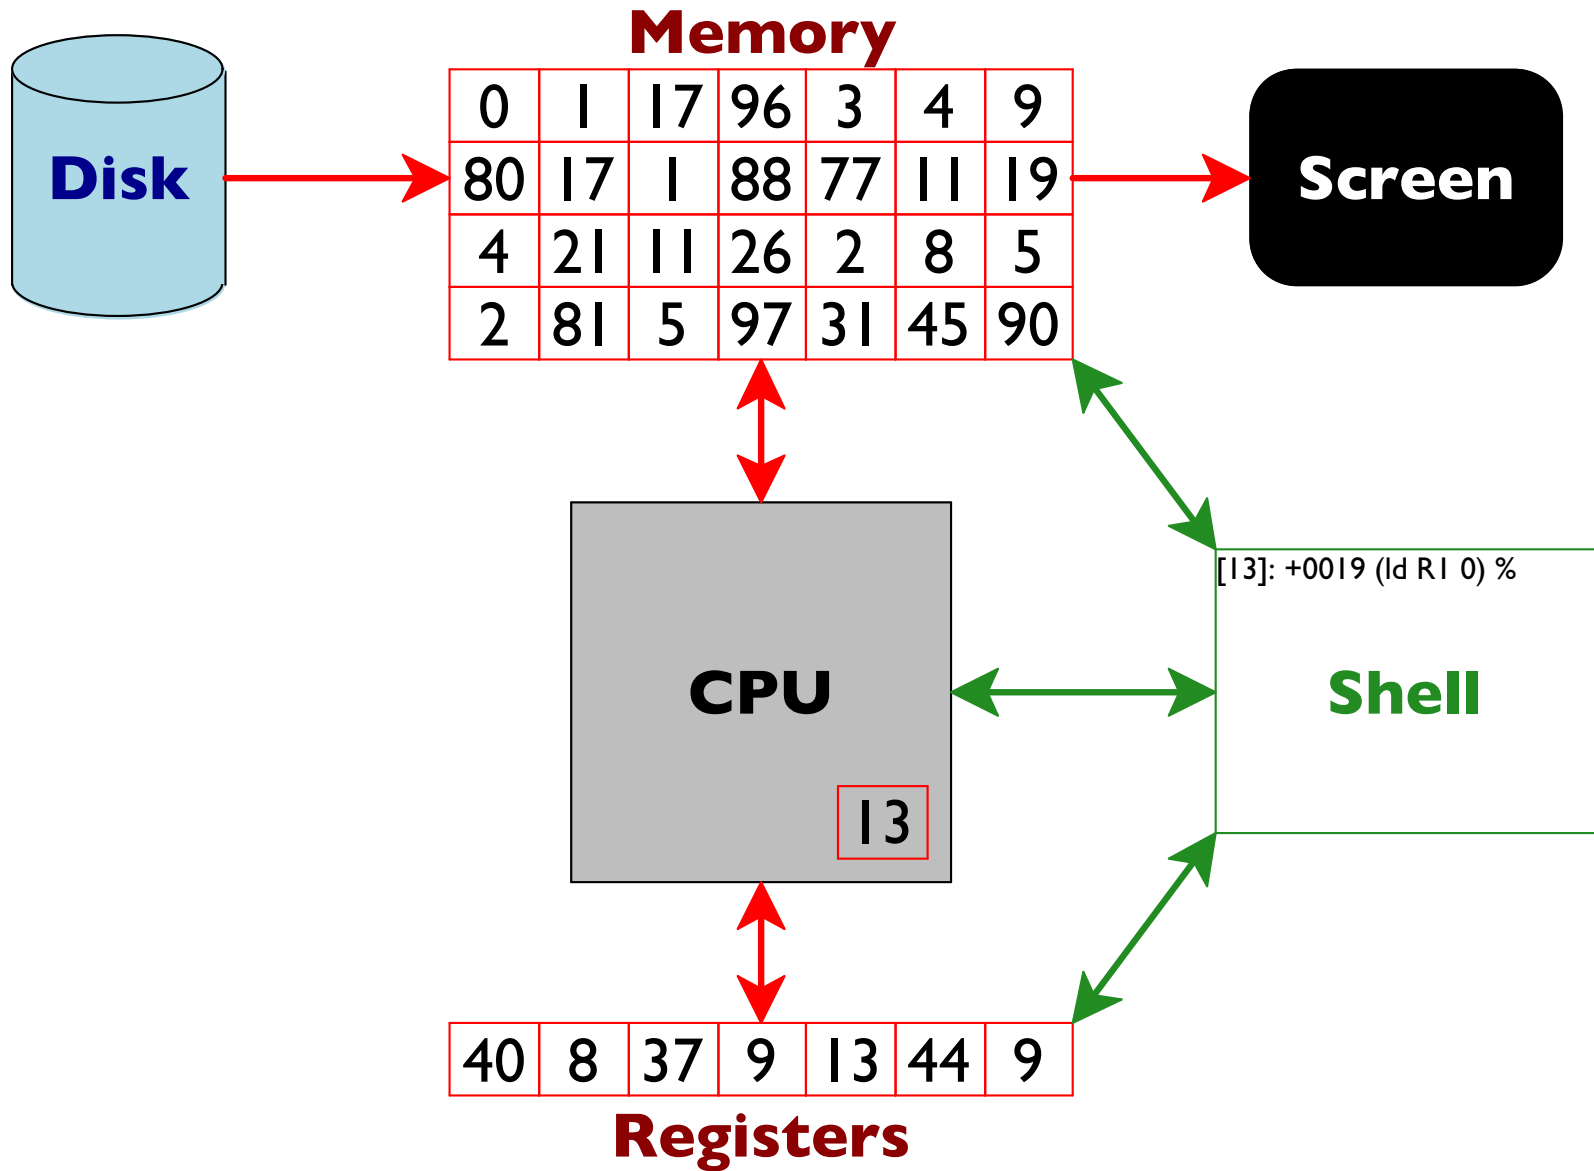 Memory
0 1 17 96 3 4 9
80 17 1 88 77 11 19
4 21 11 26 2 8 5
2 81 5 97 31 45 90
Disk
Screen
[13]: +0019 (ld R1 0) %
CPU
Shell
13
40 8 37 9 13 44 9
Registers